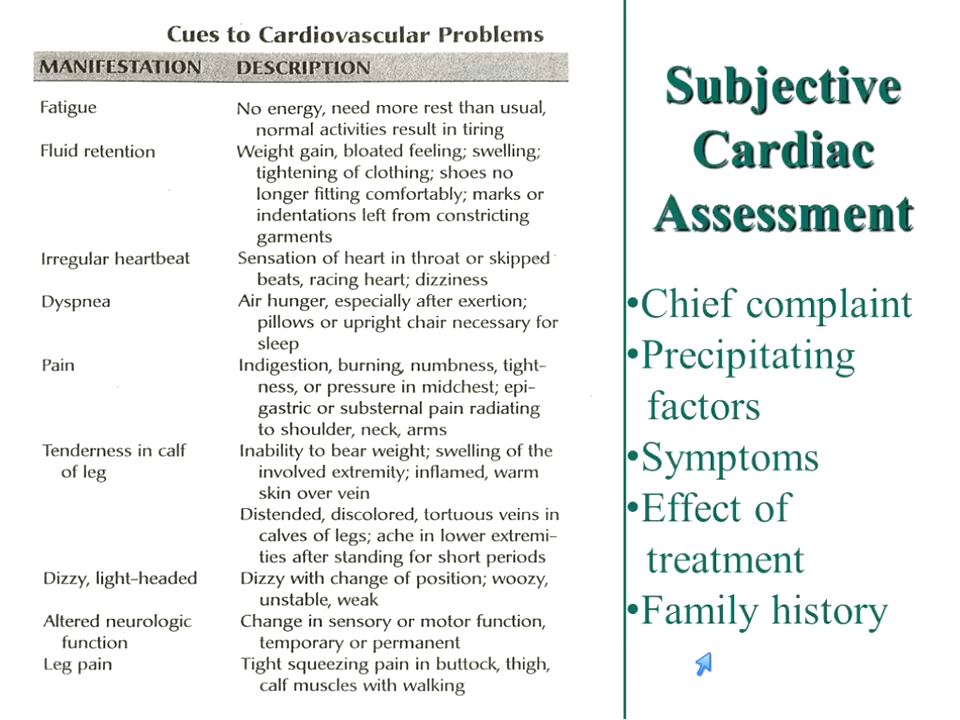 Cues to Cardiovascular Problems
MANIFESTATION DESCRIPTION
Fatigue No energy, need more rest than usual,
normal activities result in tiring
Fluid retention Weight gain, bloated feeling; swelling;
tightening of clothing; shoes no
longer fitting comfortably; marks or
indentations left from constricting
garments
Irregular heartbeat Sensation of heart in throat or skipped
beats, racing heart; dizziness
Dyspnea Air hunger, especially after exertion;
pillows or upright chair necessary for
sleep
Pain Indigestion, burning, numbness, tight-
ness, or pressure in midchest; epi-
gastric or substernal pain radiating
to shoulder, neck, arms
Tenderness in calf Inability to bear weight; swelling of the
of leg involved extremity; inflamed, warm
skin over vein
Distended, discolored, tortuous veins in
calves of legs; ache in lower extremi-
ties after standing for short periods
Dizzy, light-headed Dizzy with change of position; woozy,
unstable, weak
Altered neurologic Change in sensory or motor function,
function temporary or permanent
Leg pain Tight squeezing pain in buttock, thigh,
calf muscles with walking
Subjective
Cardiac
Assessment
•Chief complaint
•Precipitating
factors
•Symptoms
•Effect of
treatment
•Family history